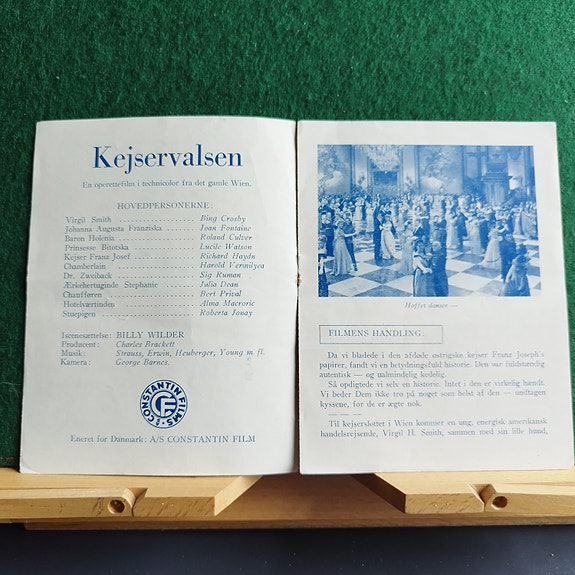 Kejservalsen
En operettefilm i technicolor fra det gamle Wien.
HOVEDPERSONERNE:
Virgil Smith .................... Bing Crosby
Johanna Augusta Franziska ....... Joan Fontaine
Baron Holenia ................... Roland Culver
Prinsesse Bitotska .............. Lucile Watson
Kejser Franz Josef .............. Richard Haydn
Chamberlain ..................... Harold Vermilyea
Dr. Zweiback .................... Sig Ruman
Ærkehertuginde Stephanie ........ Julia Dean
Chaufføren ...................... Bert Prival
Hotelværtinden .................. Alma Macroric
Stuepigen ....................... Roberta Jonay
Iscenesættelse: BILLY WILDER
Producent: Charles Brackett
Musik: Strauss, Erwin, Heuberger, Young m. fl.
Kamera: George Barnes.
CONSTANTIN FILMS
CF
Eneret for Danmark: A/S CONSTANTIN FILM
Hoffet danser —
FILMENS HANDLING:
Da vi bladede i den afdøde østrigske kejser Franz Joseph's
papirer, fandt vi en betydningsfuld historie. Den var fuldstændig
autentisk — og ualmindelig kedelig.
Så opdigtede vi selv en historie. Intet i den er virkelig hændt.
Vi beder Dem ikke tro på noget som helst af den — undtagen
kyssene, for de er ægte nok.
— — —
Til kejserslottet i Wien kommer en ung, energisk amerikansk
handelsrejsende, Virgil H. Smith, sammen med sin lille hund,